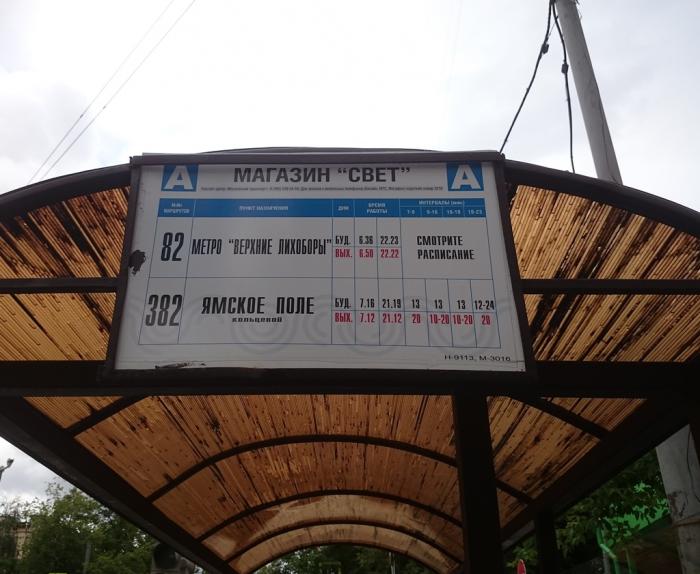 А МАГАЗИН "СВЕТ" А
№№ МАРШРУТОВ ПУНКТ НАЗНАЧЕНИЯ ДНИ ВРЕМЯ РАБОТЫ ИНТЕРВАЛЫ (мин.)
7-9 9-16 16-19 19-23
82 МЕТРО "ВЕРХНИЕ ЛИХОБОРЫ" БУД. 6.36 22.23 СМОТРИТЕ РАСПИСАНИЕ
ВЫХ. 6.50 22.22
382 ЯМСКОЕ ПОЛЕ БУД. 7.16 21.19 13 13 13 12-24
кольцевой ВЫХ. 7.12 21.12 20 10-20 10-20 20
Н-9113, М-3016